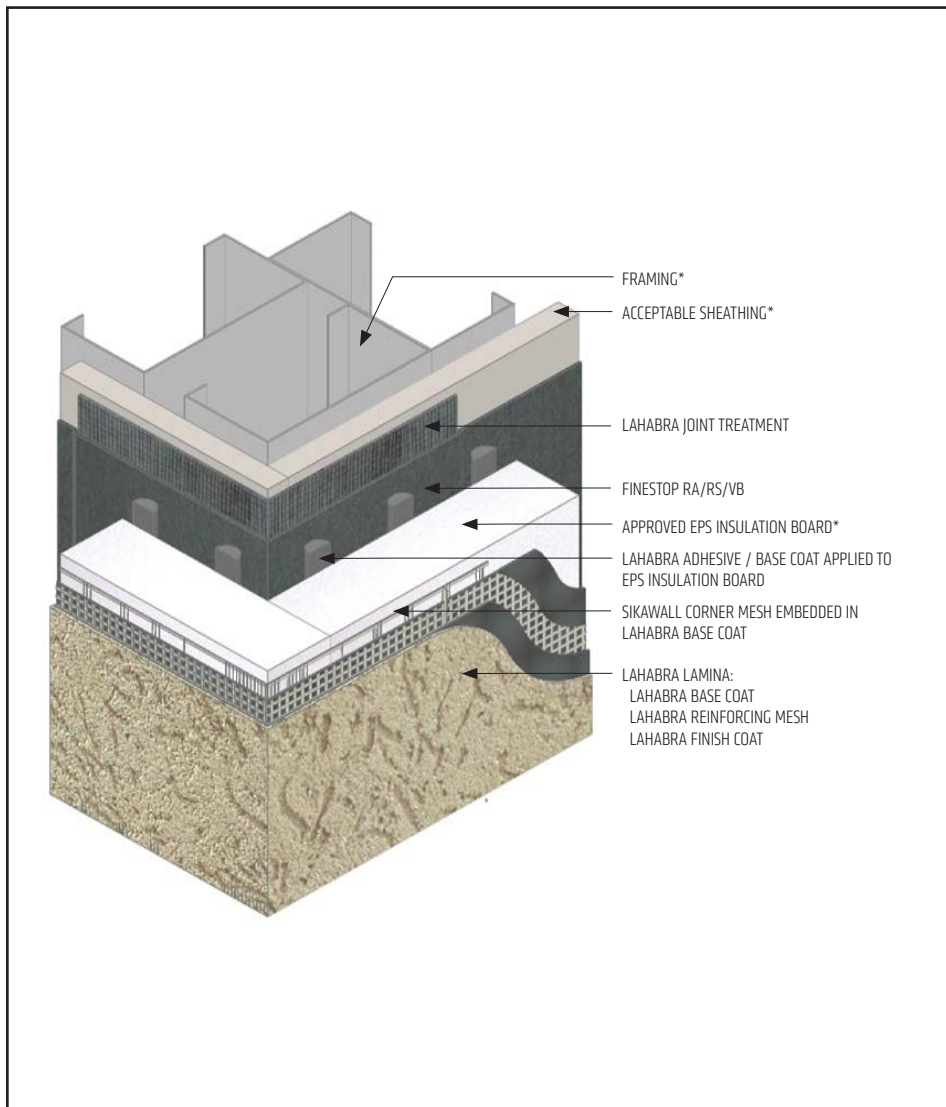 FRAMING*
ACCEPTABLE SHEATHING*
LAHABRA JOINT TREATMENT
FINESTOP RA/RS/VB
APPROVED EPS INSULATION BOARD*
LAHABRA ADHESIVE / BASE COAT APPLIED TO
EPS INSULATION BOARD
SIKAWALL CORNER MESH EMBEDDED IN
LAHABRA BASE COAT
LAHABRA LAMINA:
LAHABRA BASE COAT
LAHABRA REINFORCING MESH
LAHABRA FINISH COAT